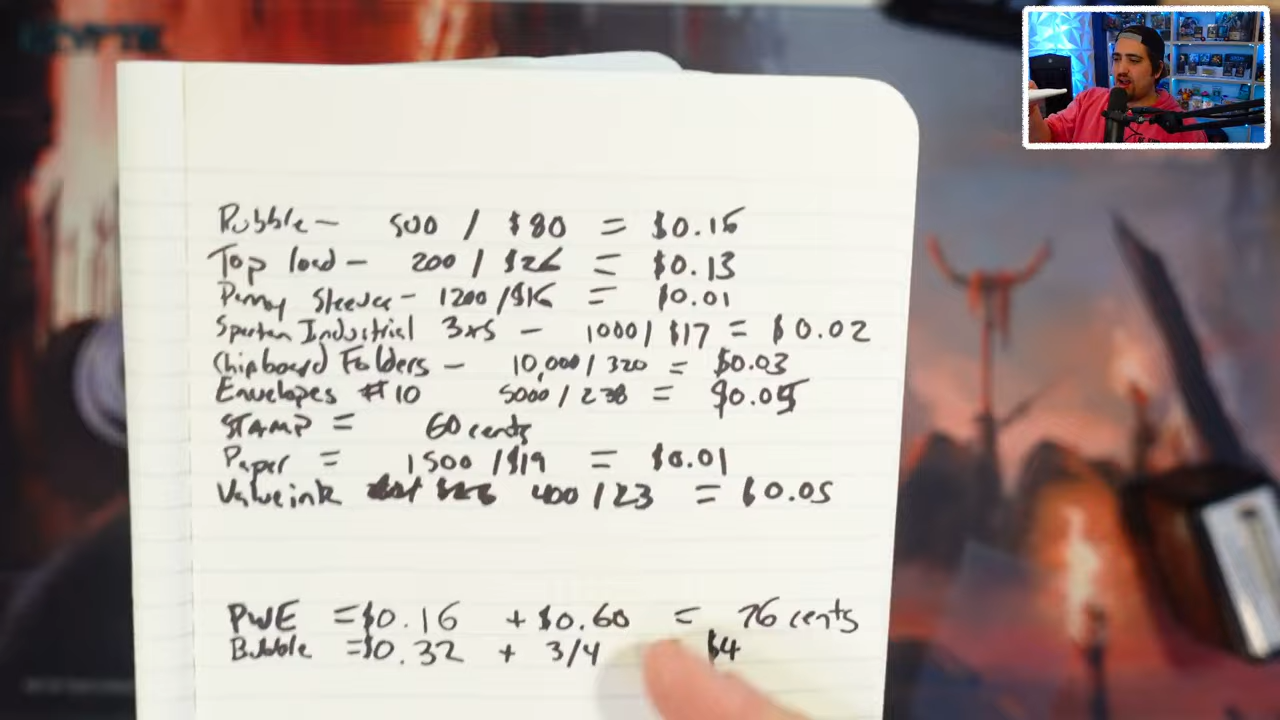 Bubble - 500 / $80 = $0.16
Top load - 200 / $26 = $0.13
Penny Sleeve - 1200 / $16 = $0.01
Spartan Industrial 3x5 - 1000 / $17 = $0.02
Chipboard Folders - 10,000 / 320 = $0.03
Envelopes #10 5000 / 238 = $0.05
STAMP = 60 cents
Paper = 1500 / $19 = $0.01
Valueink 400 / 23 = $0.05
PWE = $0.16 + $0.60 = 76 cents
Bubble = $0.32 + 3/4 $4